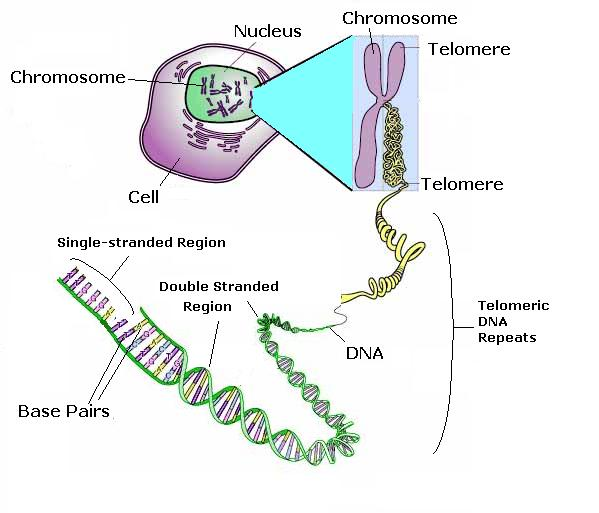 Chromosome
Nucleus
Telomere
Chromosome
Telomere
Cell
Single-stranded Region
Double Stranded
Region
Telomeric
DNA
Repeats
DNA
Base Pairs